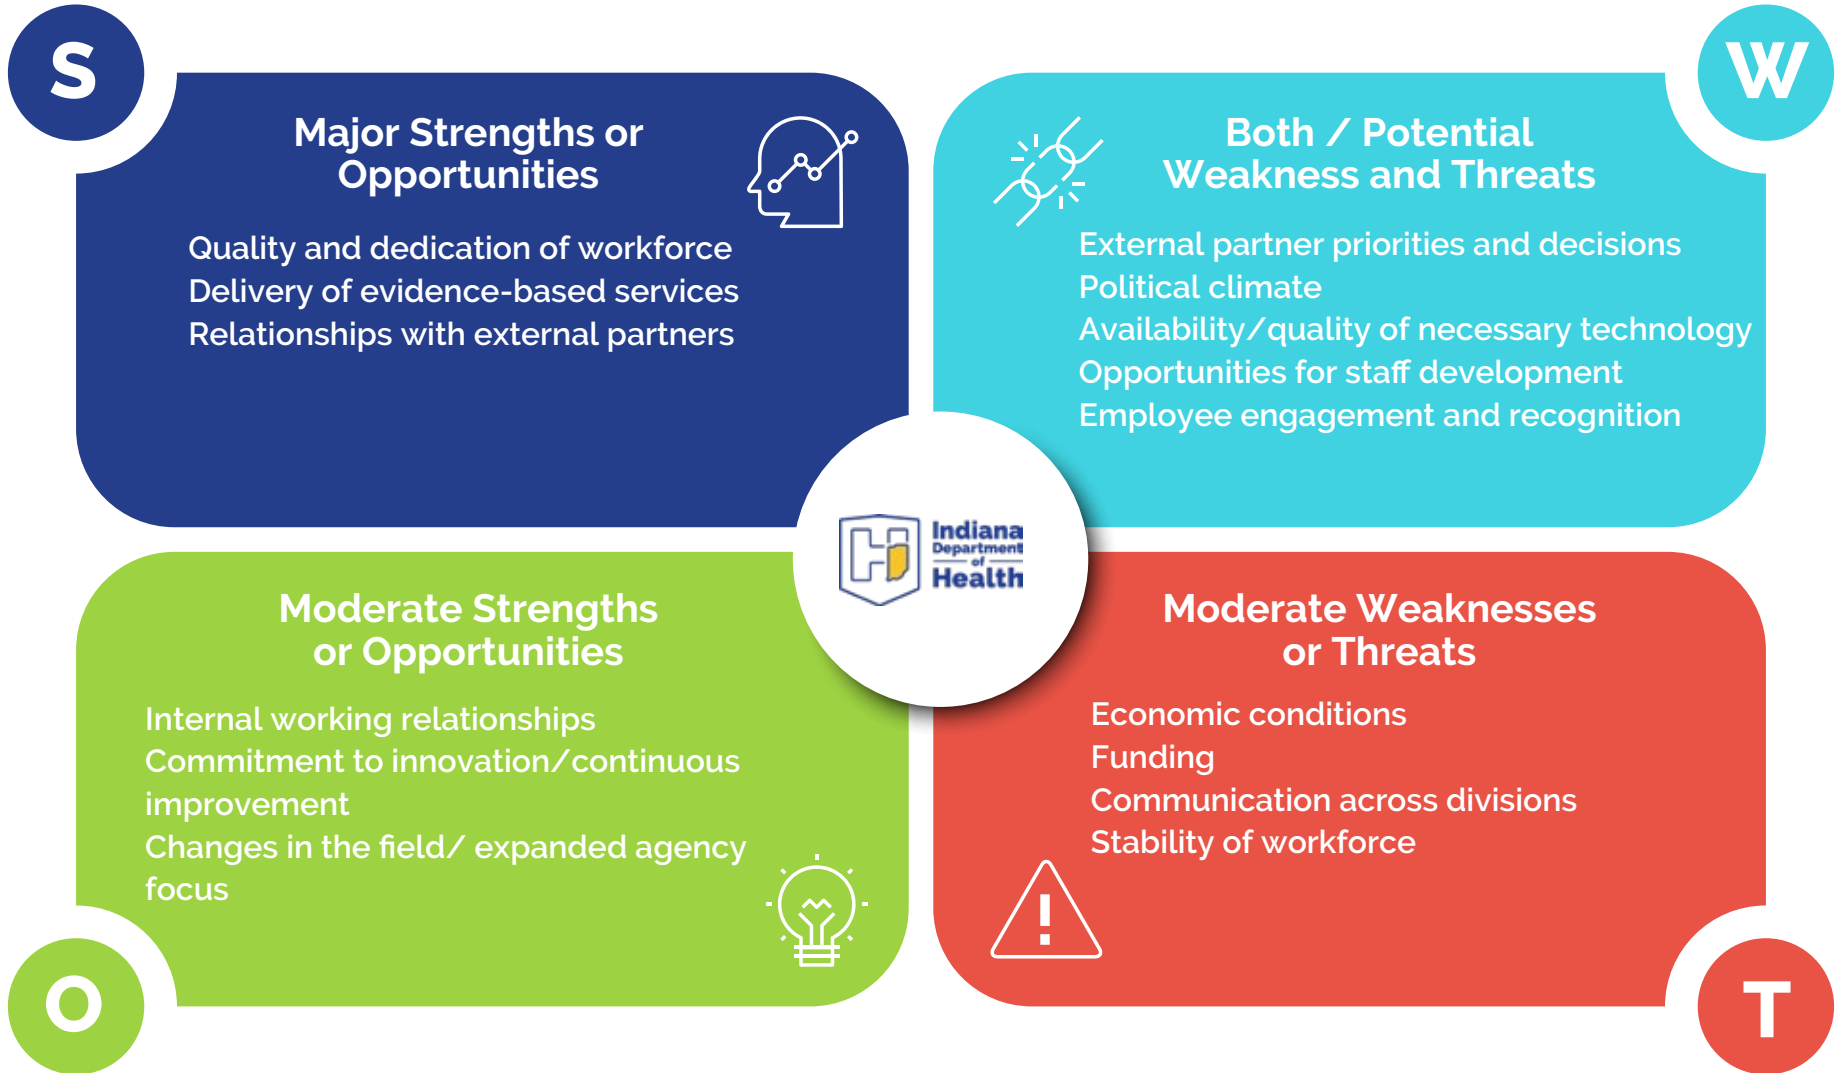 S
Major Strengths or
Opportunities
Quality and dedication of workforce
Delivery of evidence-based services
Relationships with external partners
W
Both / Potential
Weakness and Threats
External partner priorities and decisions
Political climate
Availability/quality of necessary technology
Opportunities for staff development
Employee engagement and recognition
Indiana
Department
of
Health
Moderate Strengths
or Opportunities
Internal working relationships
Commitment to innovation/continuous
improvement
Changes in the field/ expanded agency
focus
O
Moderate Weaknesses
or Threats
Economic conditions
Funding
Communication across divisions
Stability of workforce
!
T